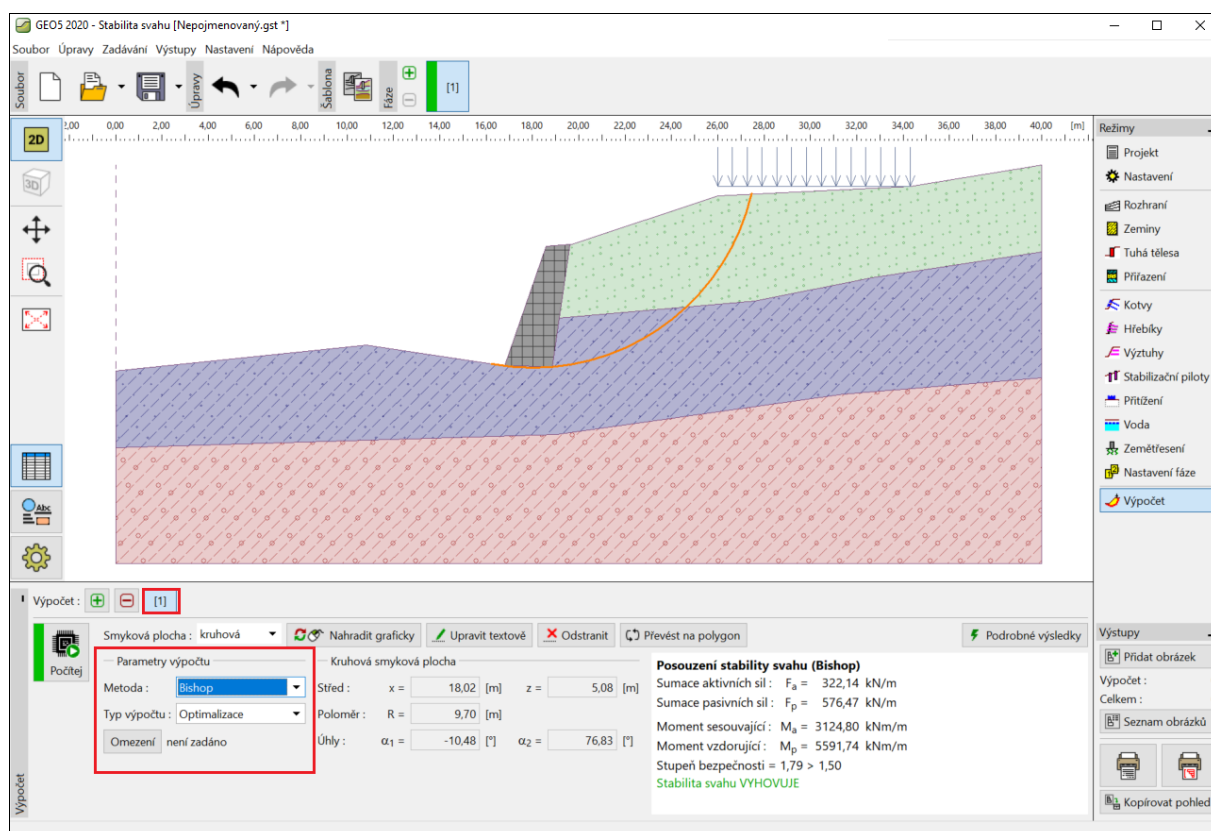 GEO5 2020 - Stabilita svahu [Nepojmenovaný.gst *]
Soubor Úpravy Zadávání Výstupy Nastavení Nápověda
Soubor
Úpravy
Šablona
Fáze
[1]
2D
3D
2,00 0,00 2,00 4,00 6,00 8,00 10,00 12,00 14,00 16,00 18,00 20,00 22,00 24,00 26,00 28,00 30,00 32,00 34,00 36,00 38,00 40,00 [m]
Režimy
Projekt
Nastavení
Rozhraní
Zeminy
Tuhá tělesa
Přiřazení
Kotvy
Hřebíky
Výztuhy
Stabilizační piloty
Přitížení
Voda
Zemětřesení
Nastavení fáze
Výpočet
Abc
Výpočet : [1]
Počítej
Smyková plocha : kruhová Nahradit graficky Upravit textově Odstranit Převést na polygon Podrobné výsledky
Parametry výpočtu
Metoda : Bishop
Typ výpočtu : Optimalizace
Omezení není zadáno
Kruhová smyková plocha
Střed : x = 18,02 [m] z = 5,08 [m]
Poloměr : R = 9,70 [m]
Úhly : α1 = -10,48 [°] α2 = 76,83 [°]
Posouzení stability svahu (Bishop)
Sumace aktivních sil : Fa = 322,14 kN/m
Sumace pasivních sil : Fp = 576,47 kN/m
Moment sesouvající : Ma = 3124,80 kNm/m
Moment vzdorující : Mp = 5591,74 kNm/m
Stupeň bezpečnosti = 1,79 > 1,50
Stabilita svahu VYHOVUJE
Výpočet
Výstupy
Přidat obrázek
Výpočet :
Celkem :
Seznam obrázků
Kopírovat pohled